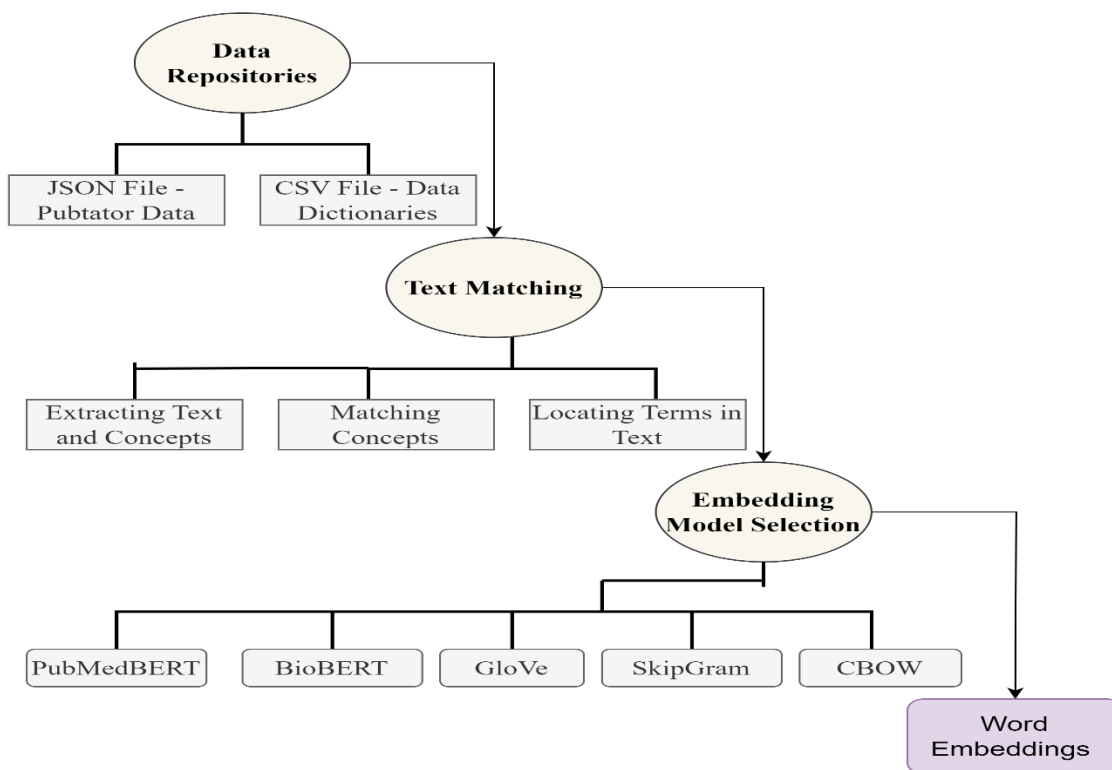 Data
Repositories
JSON File -
Pubtator Data
CSV File - Data
Dictionaries
Text Matching
Extracting Text
and Concepts
Matching
Concepts
Locating Terms in
Text
Embedding
Model Selection
PubMedBERT
BioBERT
GloVe
SkipGram
CBOW
Word
Embeddings